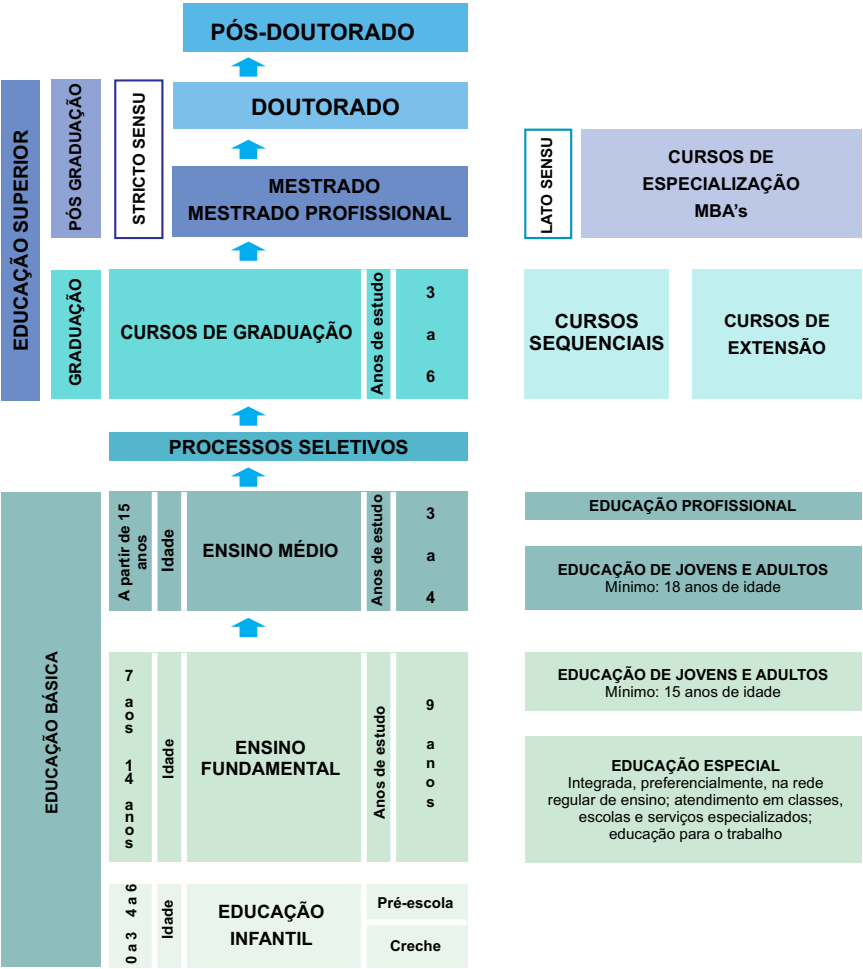 PÓS-DOUTORADO
EDUCAÇÃO SUPERIOR
PÓS GRADUAÇÃO
STRICTO SENSU
DOUTORADO
MESTRADO
MESTRADO PROFISSIONAL
LATO SENSU
CURSOS DE
ESPECIALIZAÇÃO
MBA's
GRADUAÇÃO
CURSOS DE GRADUAÇÃO
Anos de estudo
3
a
6
CURSOS
SEQUENCIAIS
CURSOS DE
EXTENSÃO
PROCESSOS SELETIVOS
EDUCAÇÃO BÁSICA
A partir de 15
anos
Idade
ENSINO MÉDIO
Anos de estudo
3
a
4
EDUCAÇÃO PROFISSIONAL
EDUCAÇÃO DE JOVENS E ADULTOS
Mínimo: 18 anos de idade
7 aos 14 anos
Idade
ENSINO
FUNDAMENTAL
Anos de estudo
9 anos
EDUCAÇÃO DE JOVENS E ADULTOS
Mínimo: 15 anos de idade
EDUCAÇÃO ESPECIAL
Integrada, preferencialmente, na rede
regular de ensino; atendimento em classes,
escolas e serviços especializados;
educação para o trabalho
0 a 3 4 a 6
Idade
EDUCAÇÃO
INFANTIL
Pré-escola
Creche